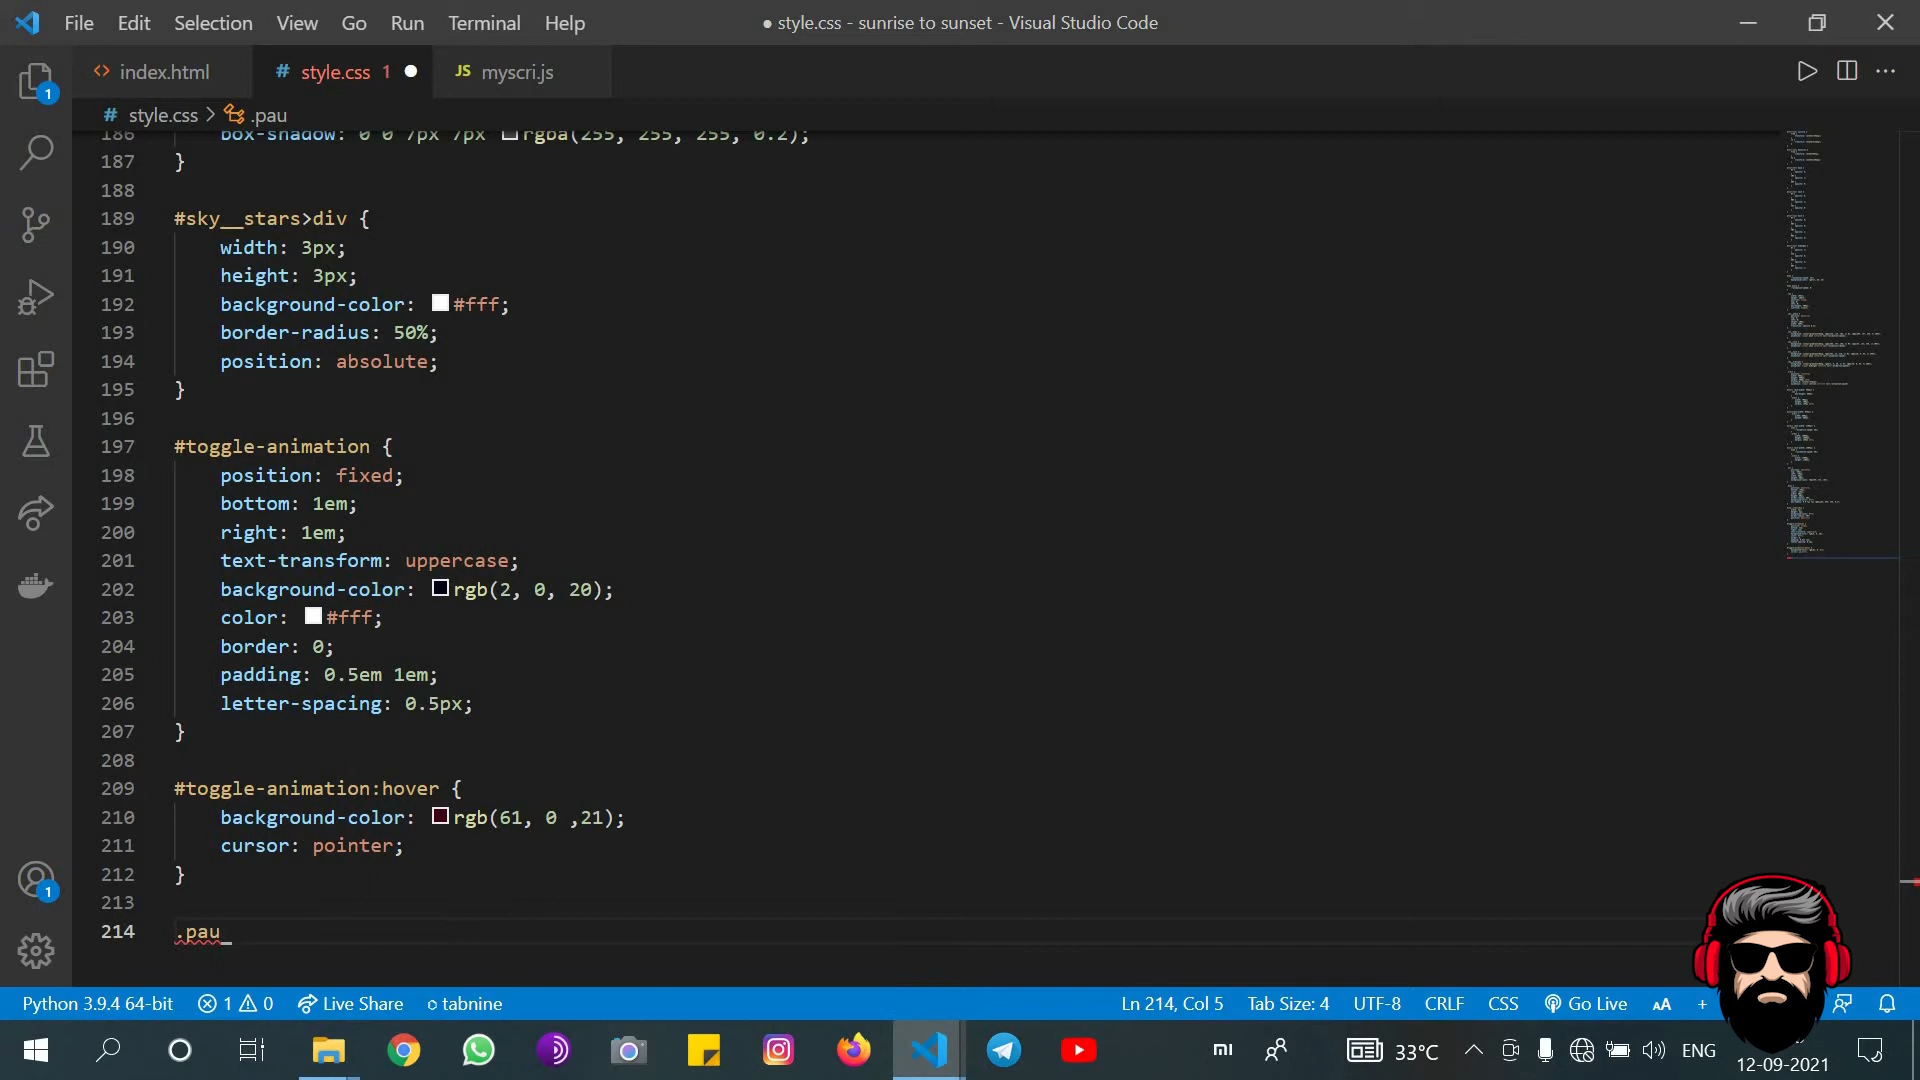 File Edit Selection View Go Run Terminal Help ● style.css - sunrise to sunset - Visual Studio Code
<> index.html # style.css 1 ● JS myscri.js
# style.css > .pau
186 box-shadow: 0 0 7px 7px rgba(255, 255, 255, 0.2);
187 }
188
189 #sky__stars>div {
190 width: 3px;
191 height: 3px;
192 background-color: #fff;
193 border-radius: 50%;
194 position: absolute;
195 }
196
197 #toggle-animation {
198 position: fixed;
199 bottom: 1em;
200 right: 1em;
201 text-transform: uppercase;
202 background-color: rgb(2, 0, 20);
203 color: #fff;
204 border: 0;
205 padding: 0.5em 1em;
206 letter-spacing: 0.5px;
207 }
208
209 #toggle-animation:hover {
210 background-color: rgb(61, 0 ,21);
211 cursor: pointer;
212 }
213
214 .pau
1
1
Python 3.9.4 64-bit 1 0 Live Share tabnine Ln 214, Col 5 Tab Size: 4 UTF-8 CRLF CSS Go Live AA +
MI 33°C ENG
12-09-2021